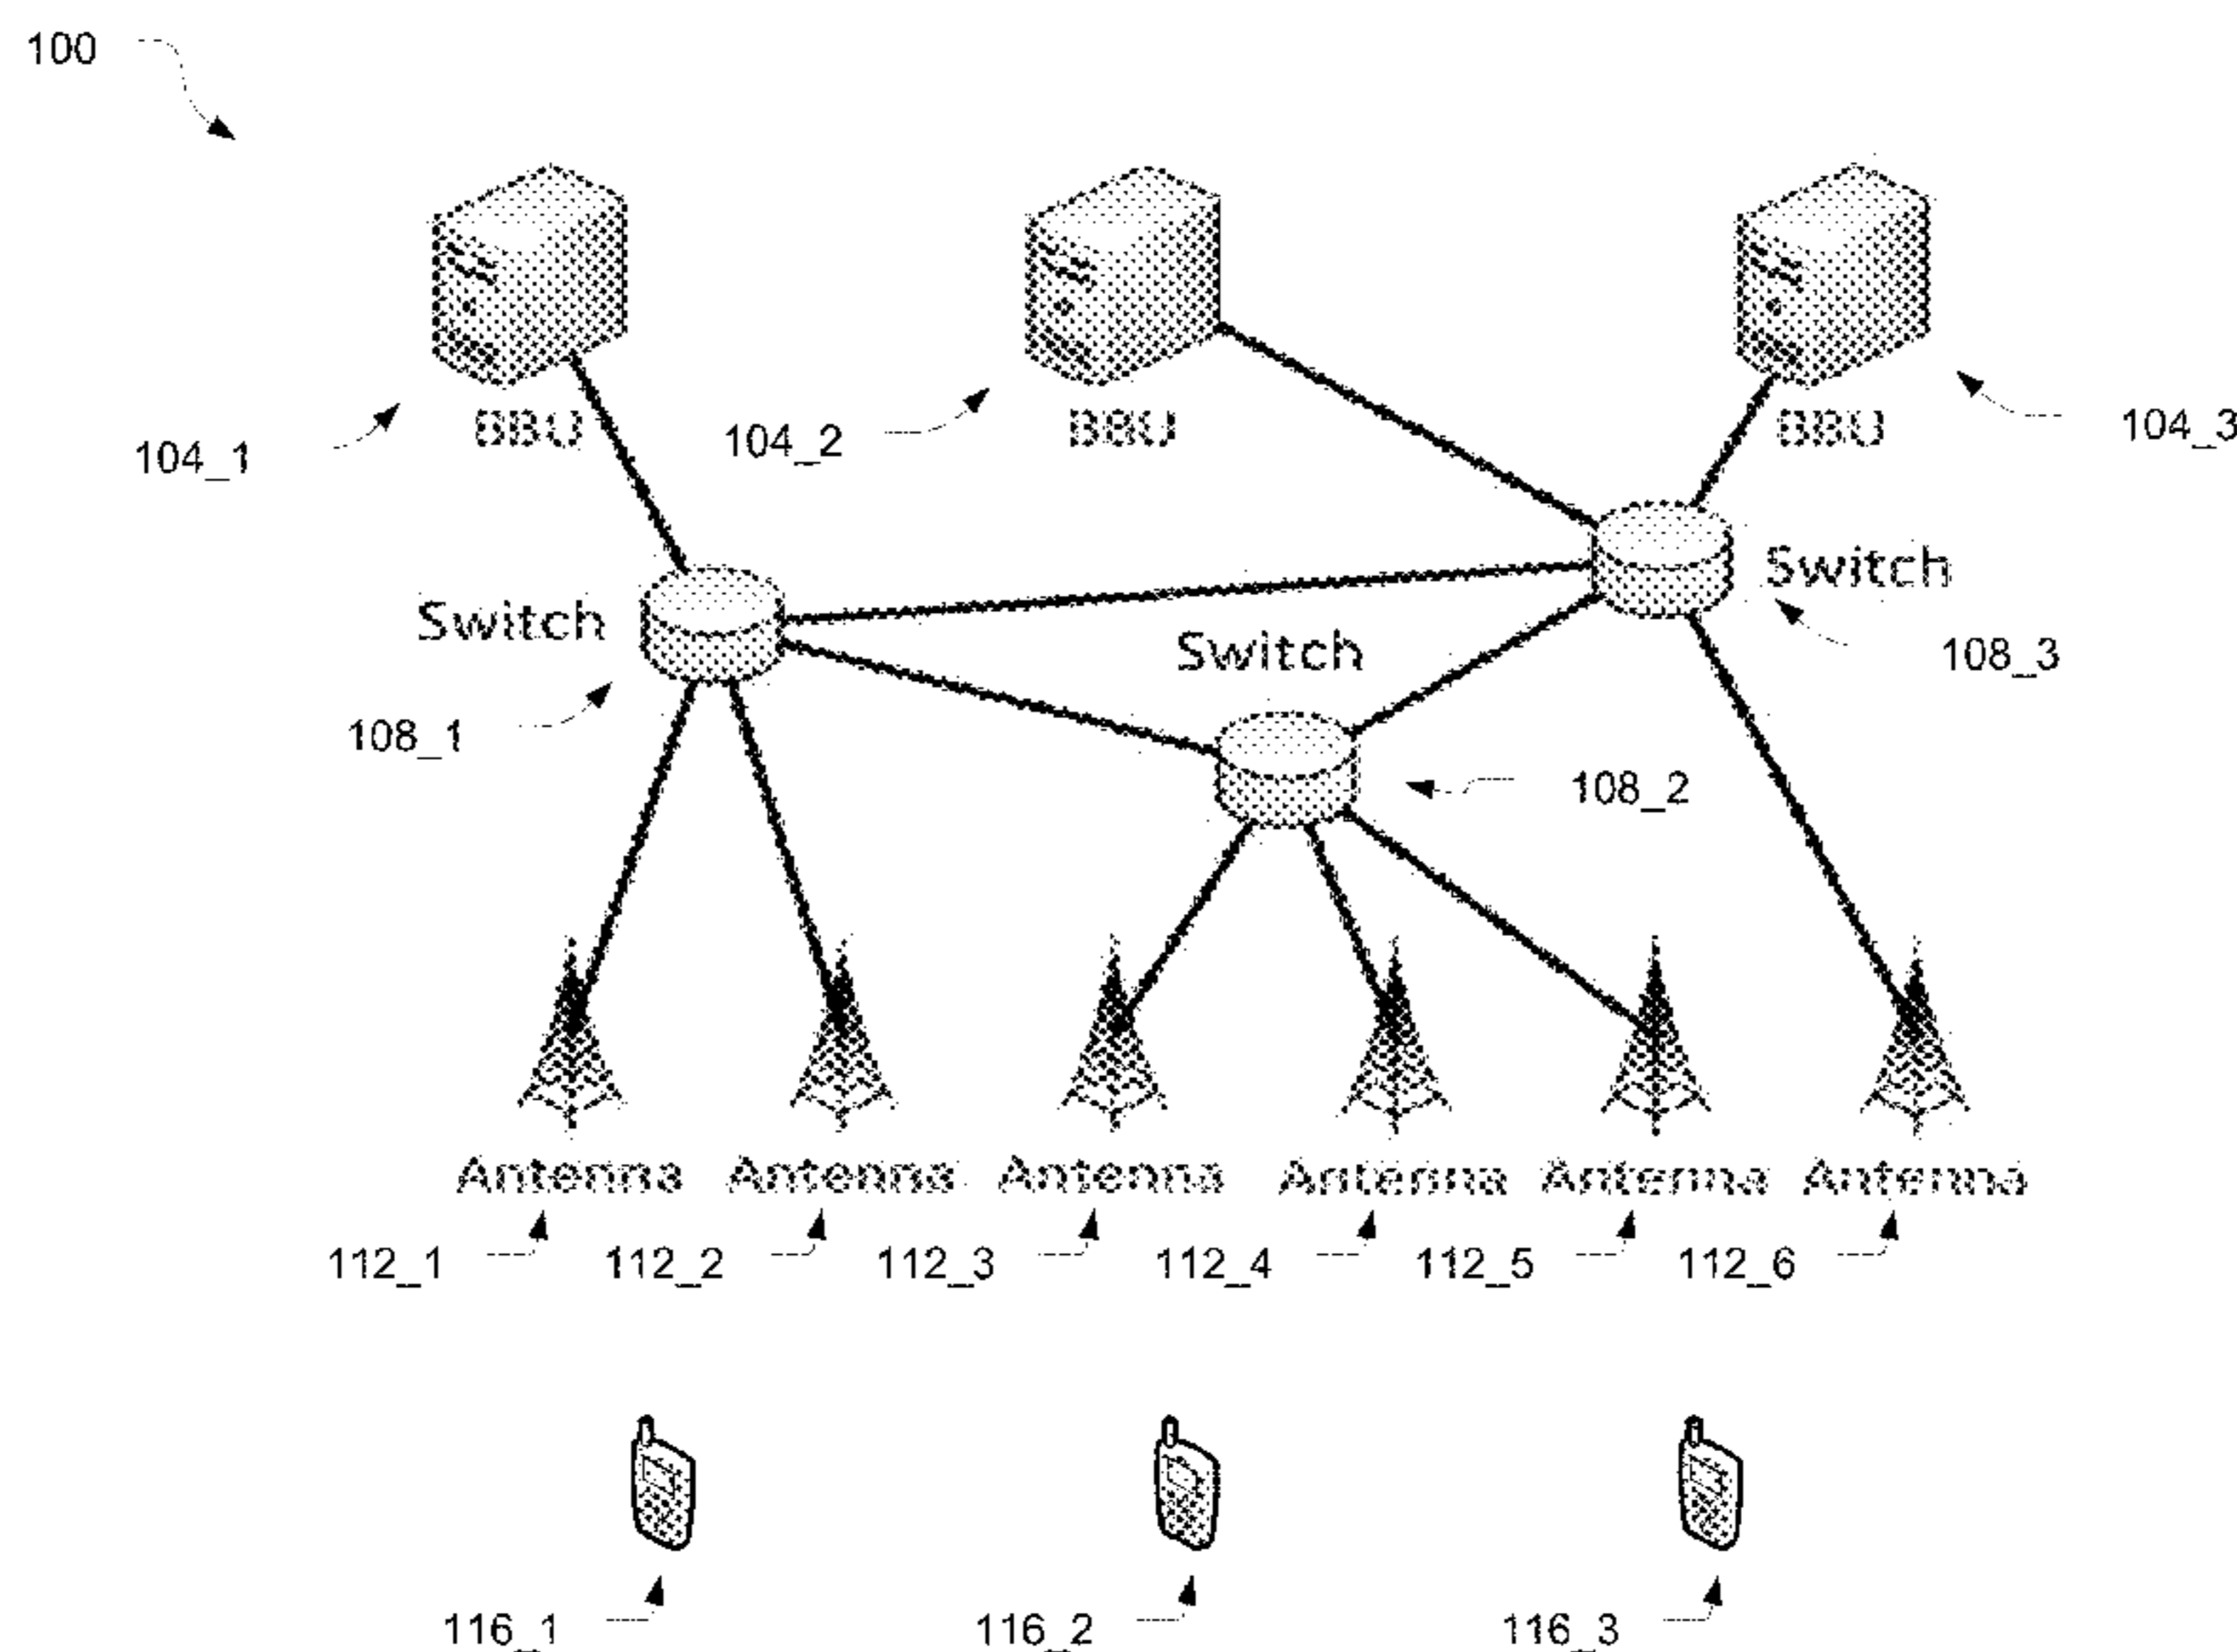 100
BBU
BBU
BBU
104_1
104_2
104_3
Switch
Switch
Switch
108_1
108_2
108_3
Antenna Antenna Antenna Antenna Antenna Antenna
112_1 112_2 112_3 112_4 112_5 112_6
116_1 116_2 116_3